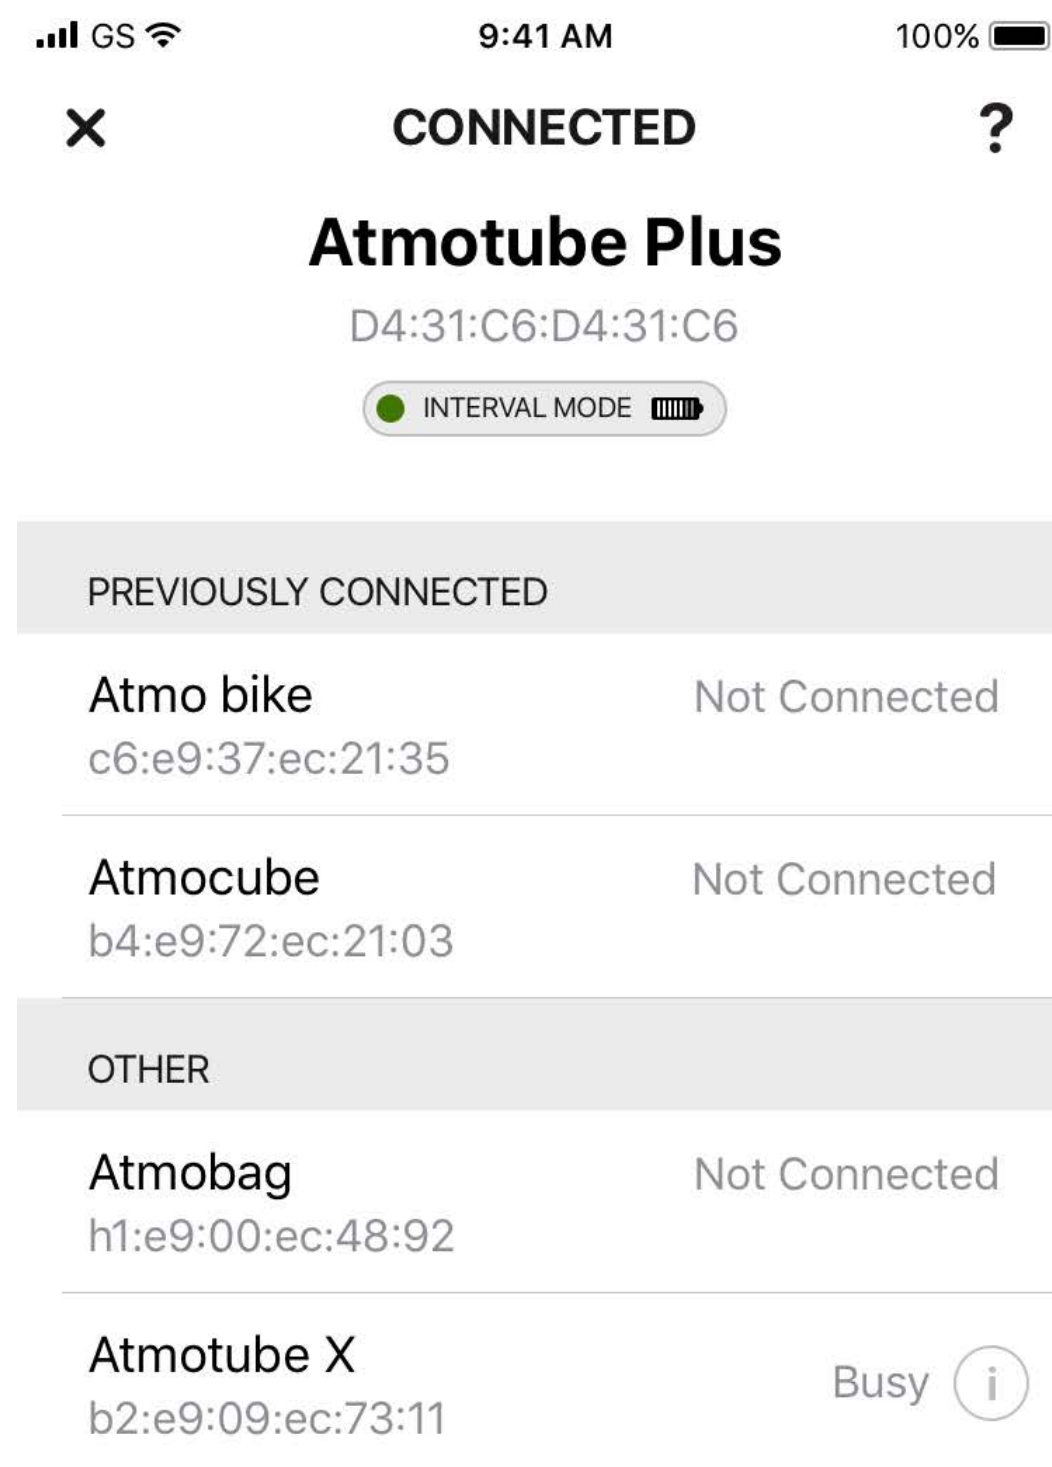 GS 9:41 AM 100%
× CONNECTED ?
Atmotube Plus
D4:31:C6:D4:31:C6
INTERVAL MODE
PREVIOUSLY CONNECTED
Atmo bike Not Connected
c6:e9:37:ec:21:35
Atmocube Not Connected
b4:e9:72:ec:21:03
OTHER
Atmobag Not Connected
h1:e9:00:ec:48:92
Atmotube X Busy i
b2:e9:09:ec:73:11